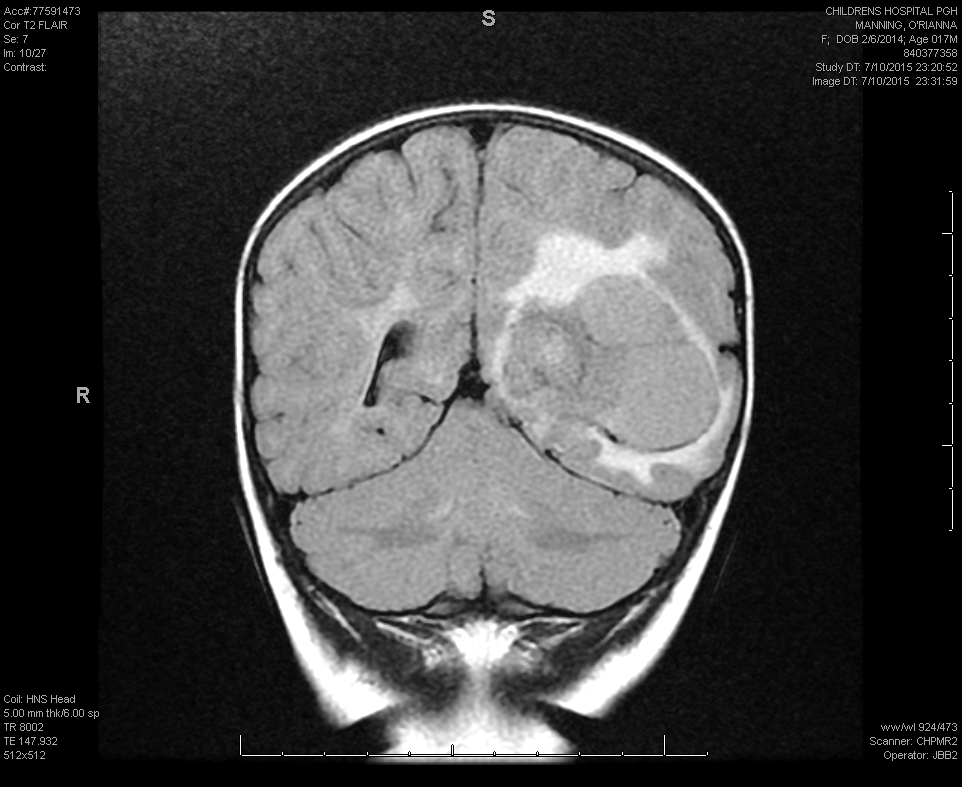 Acc#:77591473
Cor T2 FLAIR
Se: 7
Im: 10/27
Contrast:
S
CHILDRENS HOSPITAL PGH
MANNING, O'RIANNA
F; DOB 2/6/2014; Age 017M
840377358
Study DT: 7/10/2015 23:20:52
Image DT: 7/10/2015 23:31:59
R
Coil: HNS Head
5.00 mm thk/6.00 sp
TR 8002
TE 147.932
512x512
ww/wl 924/473
Scanner: CHPMR2
Operator: JBB2